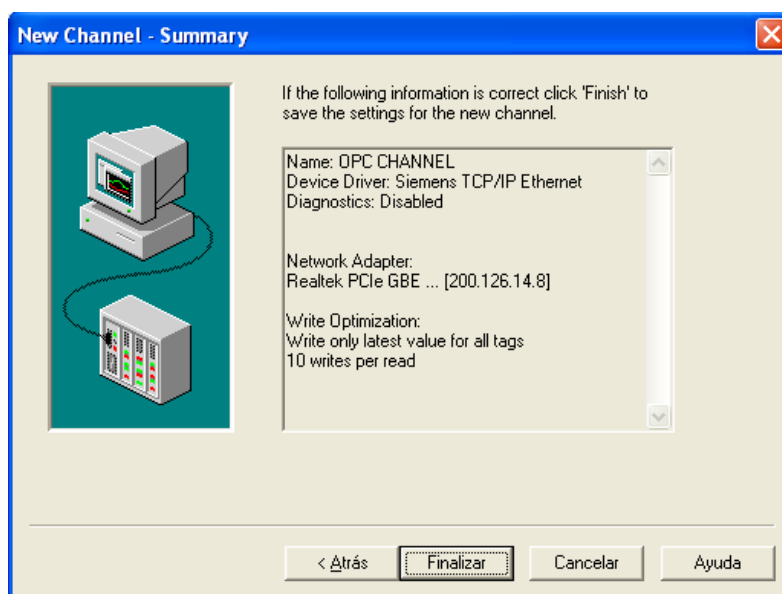 New Channel - Summary
If the following information is correct click 'Finish' to
save the settings for the new channel.
Name: OPC CHANNEL
Device Driver: Siemens TCP/IP Ethernet
Diagnostics: Disabled
Network Adapter:
Realtek PCIe GBE ... [200.126.14.8]
Write Optimization:
Write only latest value for all tags
10 writes per read
< Atrás
Finalizar
Cancelar
Ayuda